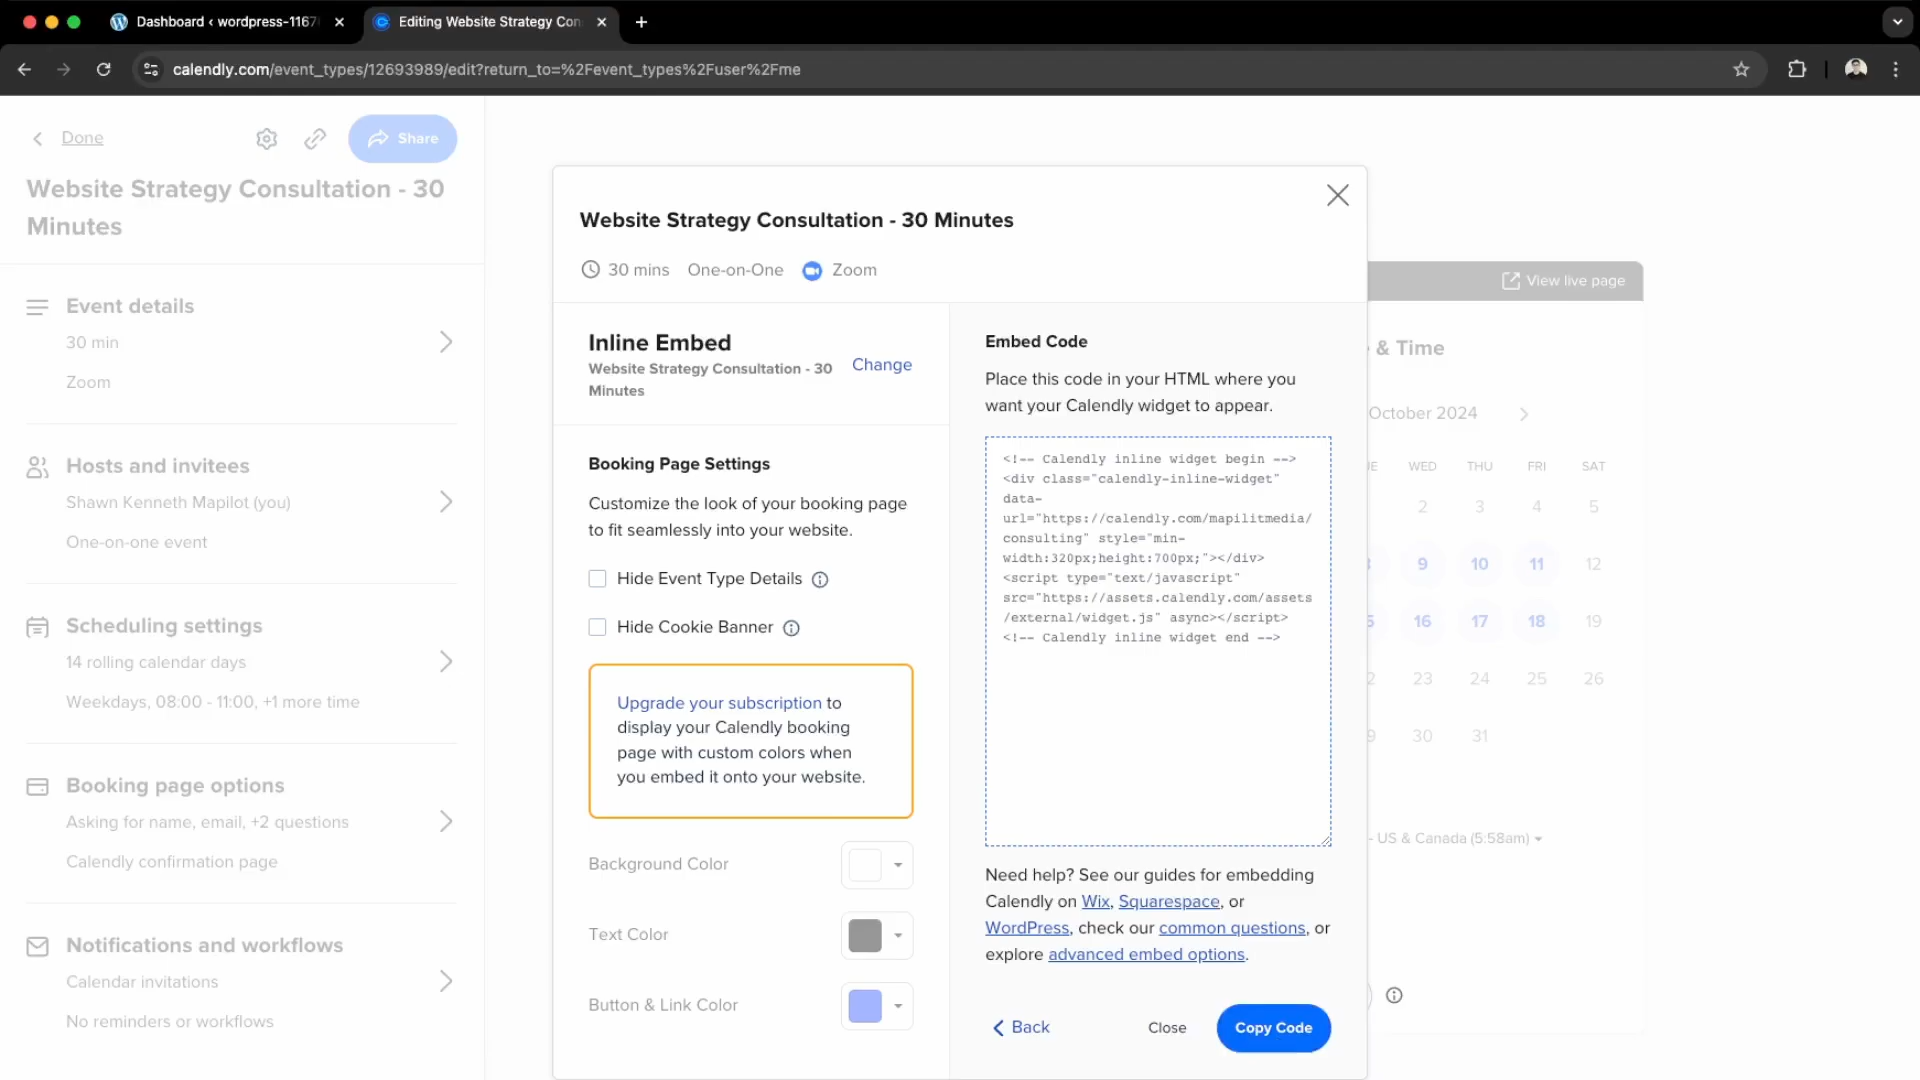 Dashboard ‹ wordpress-1167
Editing Website Strategy Con
calendly.com/event_types/12693989/edit?return_to=%2Fevent_types%2Fuser%2Fme
Done
Share
Website Strategy Consultation - 30
Minutes
Event details
30 min
Zoom
Hosts and invitees
Shawn Kenneth Mapilot (you)
One-on-one event
Scheduling settings
14 rolling calendar days
Weekdays, 08:00 - 11:00, +1 more time
Booking page options
Asking for name, email, +2 questions
Calendly confirmation page
Notifications and workflows
Calendar invitations
No reminders or workflows
Website Strategy Consultation - 30 Minutes
30 mins One-on-One Zoom
Inline Embed
Website Strategy Consultation - 30
Minutes
Change
Booking Page Settings
Customize the look of your booking page
to fit seamlessly into your website.
Hide Event Type Details
Hide Cookie Banner
Upgrade your subscription to
display your Calendly booking
page with custom colors when
you embed it onto your website.
Background Color
Text Color
Button & Link Color
Embed Code
Place this code in your HTML where you
want your Calendly widget to appear.
<!-- Calendly inline widget begin -->
<div class="calendly-inline-widget"
data-
url="https://calendly.com/mapilitmedia/
consulting" style="min-
width:320px;height:700px;"></div>
<script type="text/javascript"
src="https://assets.calendly.com/assets
/external/widget.js" async></script>
<!-- Calendly inline widget end -->
Need help? See our guides for embedding
Calendly on Wix, Squarespace, or
WordPress, check our common questions, or
explore advanced embed options.
Back
Close
Copy Code
View live page
& Time
October 2024
WED THU FRI SAT
2 3 4 5
9 10 11 12
16 17 18 19
23 24 25 26
30 31
- US & Canada (5:58am)